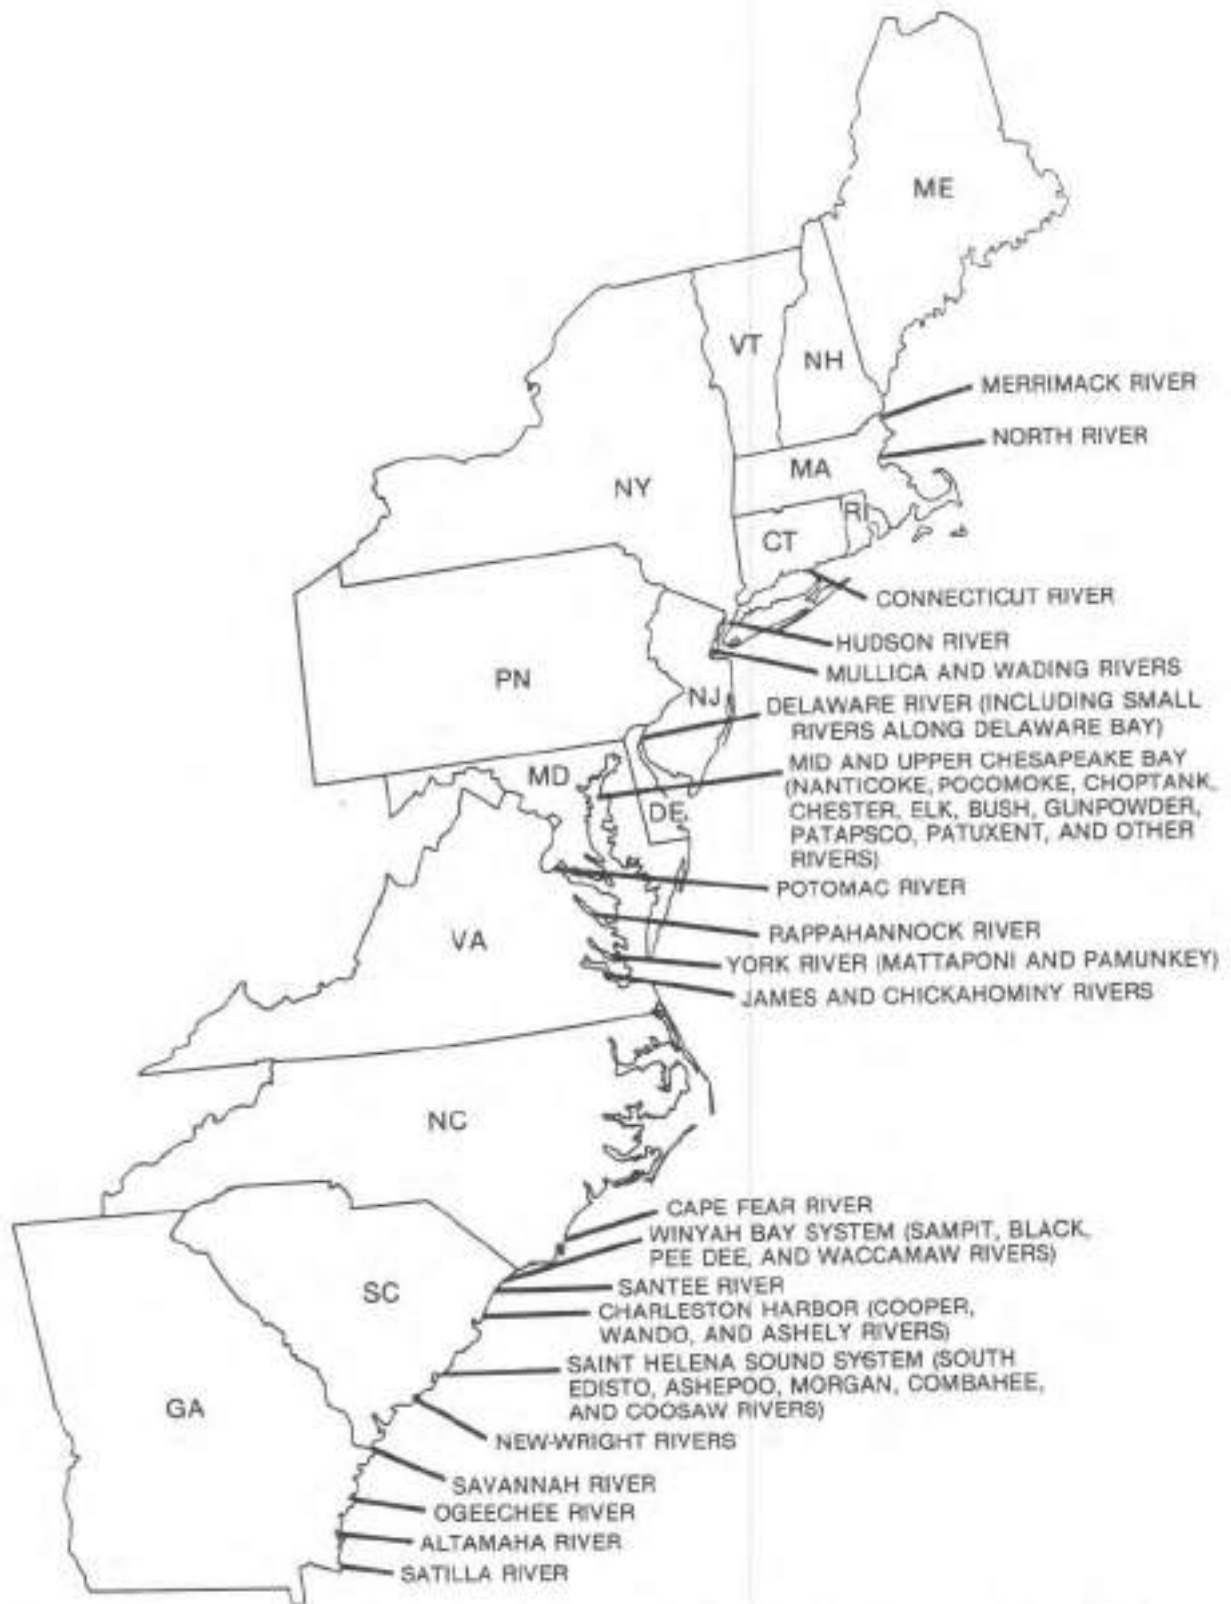 ME
VT
NH
MERRIMACK RIVER
NORTH RIVER
MA
NY
RI
CT
CONNECTICUT RIVER
HUDSON RIVER
MULLICA AND WADING RIVERS
PN
NJ
DELAWARE RIVER (INCLUDING SMALL
RIVERS ALONG DELAWARE BAY)
MD
MID AND UPPER CHESAPEAKE BAY
(NANTICOKE, POCOMOKE, CHOPTANK,
CHESTER, ELK, BUSH, GUNPOWDER,
PATAPSCO, PATUXENT, AND OTHER
RIVERS)
DE
POTOMAC RIVER
VA
RAPPAHANNOCK RIVER
YORK RIVER (MATTAPONI AND PAMUNKEY)
JAMES AND CHICKAHOMINY RIVERS
NC
CAPE FEAR RIVER
WINYAH BAY SYSTEM (SAMPIT, BLACK,
PEE DEE, AND WACCAMAW RIVERS)
SC
SANTEE RIVER
CHARLESTON HARBOR (COOPER,
WANDO, AND ASHELY RIVERS)
SAINT HELENA SOUND SYSTEM (SOUTH
EDISTO, ASHEPOO, MORGAN, COMBAHEE,
AND COOSAW RIVERS)
GA
NEW-WRIGHT RIVERS
SAVANNAH RIVER
OGEECHEE RIVER
ALTAMAHA RIVER
SATILLA RIVER